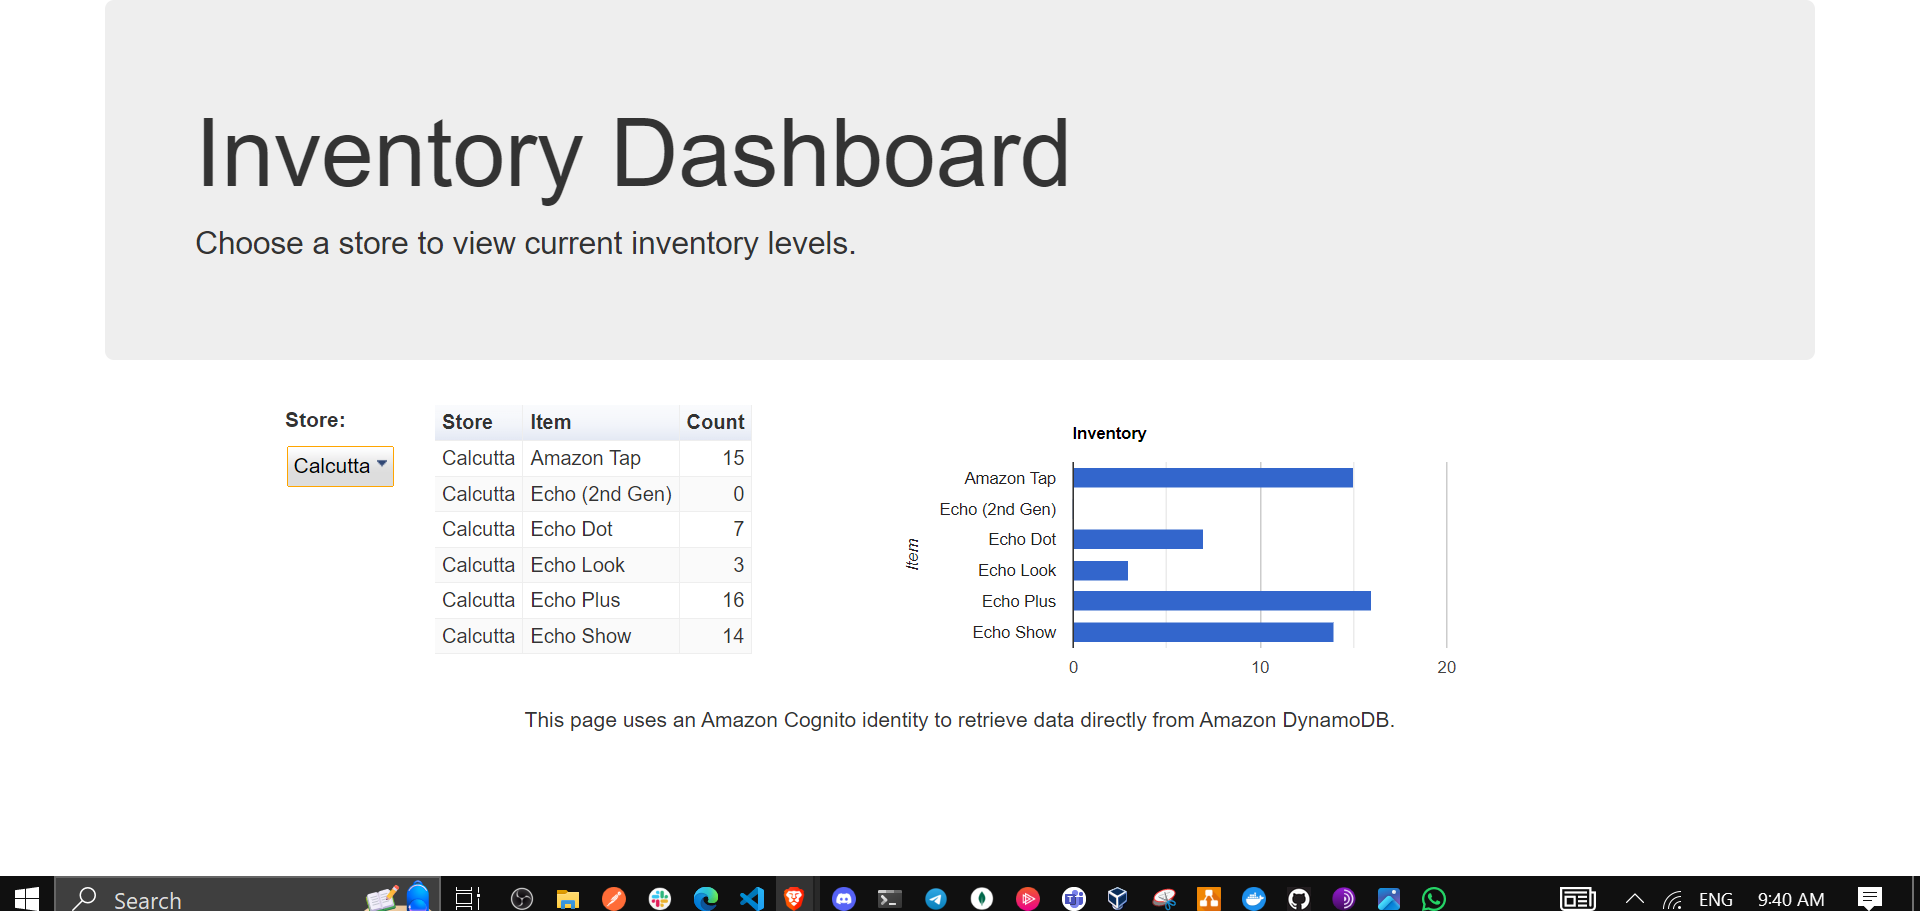 Inventory Dashboard
Choose a store to view current inventory levels.
Store:
Calcutta
Store Item Count
Calcutta Amazon Tap 15
Calcutta Echo (2nd Gen) 0
Calcutta Echo Dot 7
Calcutta Echo Look 3
Calcutta Echo Plus 16
Calcutta Echo Show 14
Inventory
Item
Amazon Tap
Echo (2nd Gen)
Echo Dot
Echo Look
Echo Plus
Echo Show
0 10 20
This page uses an Amazon Cognito identity to retrieve data directly from Amazon DynamoDB.
Search
ENG 9:40 AM